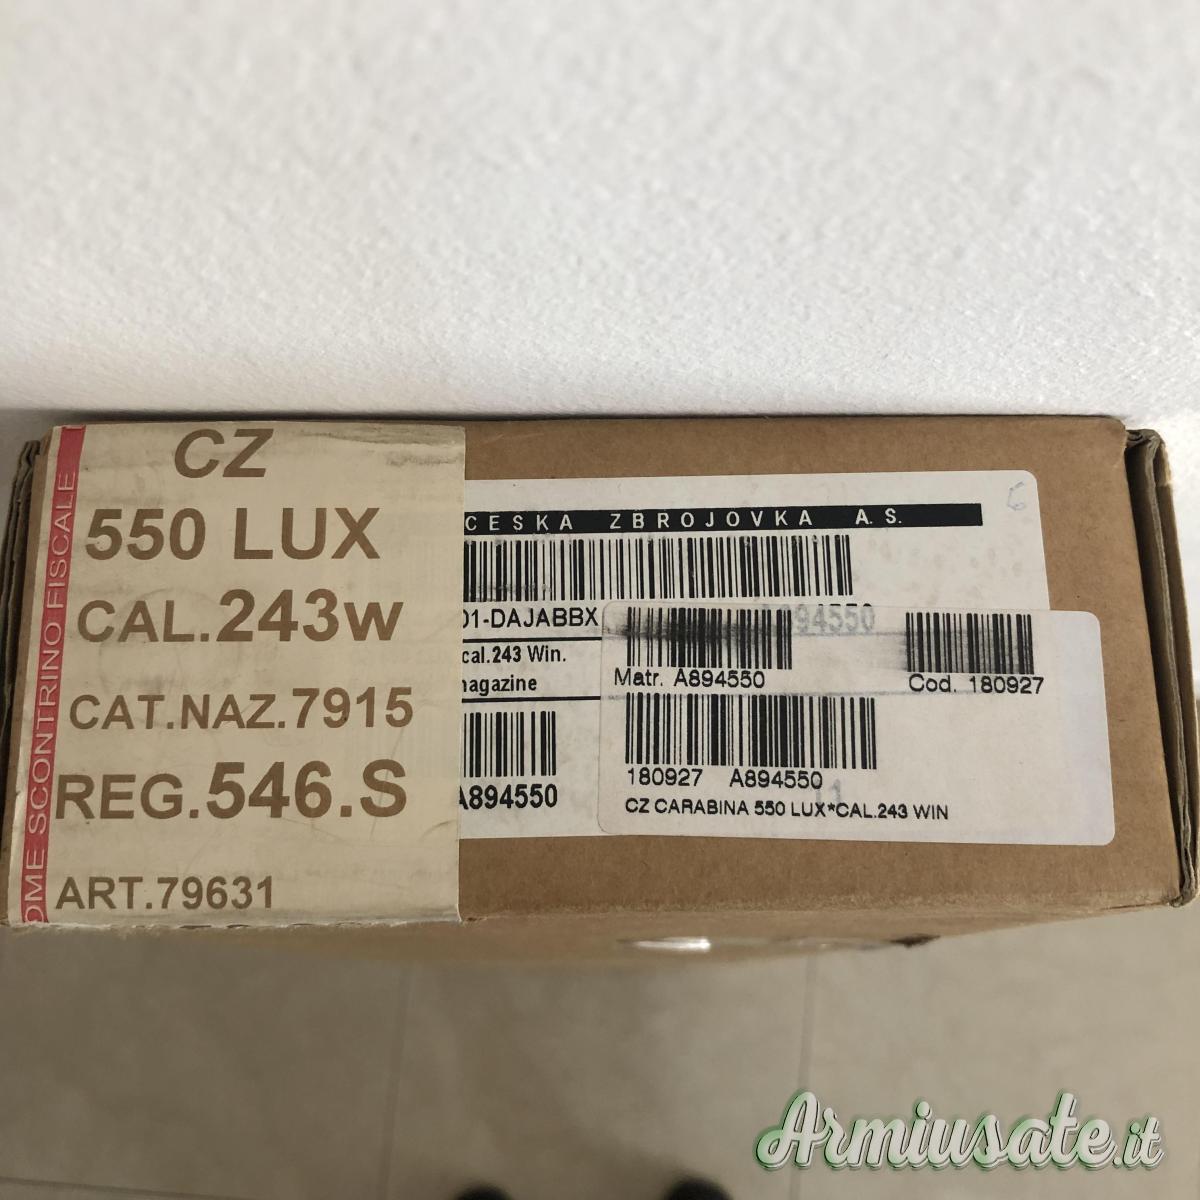 CZ
550 LUX
CAL.243W
CAT.NAZ.7915
REG.546.S
ART.79631
OME SCONTRINO FISCALE
CESKA ZBROJOVKA A.S.
01-DAJABBX
894550
cal.243 Win.
magazine
A894550
Matr. A894550
Cod. 180927
180927 A894550
CZ CARABINA 550 LUX*CAL.243 WIN
Armiusate.it